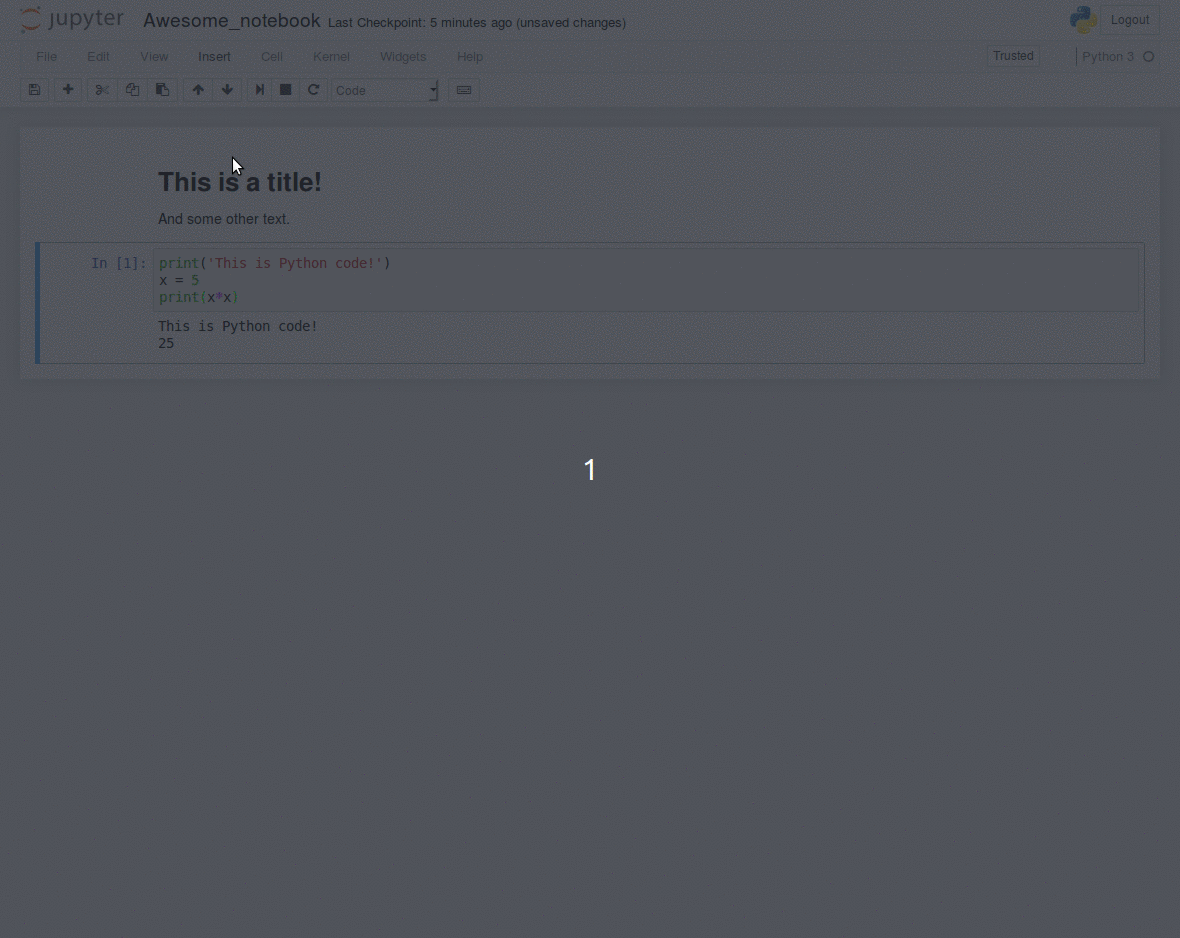 jupyter Awesome_notebook Last Checkpoint: 5 minutes ago (unsaved changes) Logout
File Edit View Insert Cell Kernel Widgets Help Trusted Python 3
Code
This is a title!
And some other text.
In [1]: print('This is Python code!')
x = 5
print(x*x)
This is Python code!
25
1